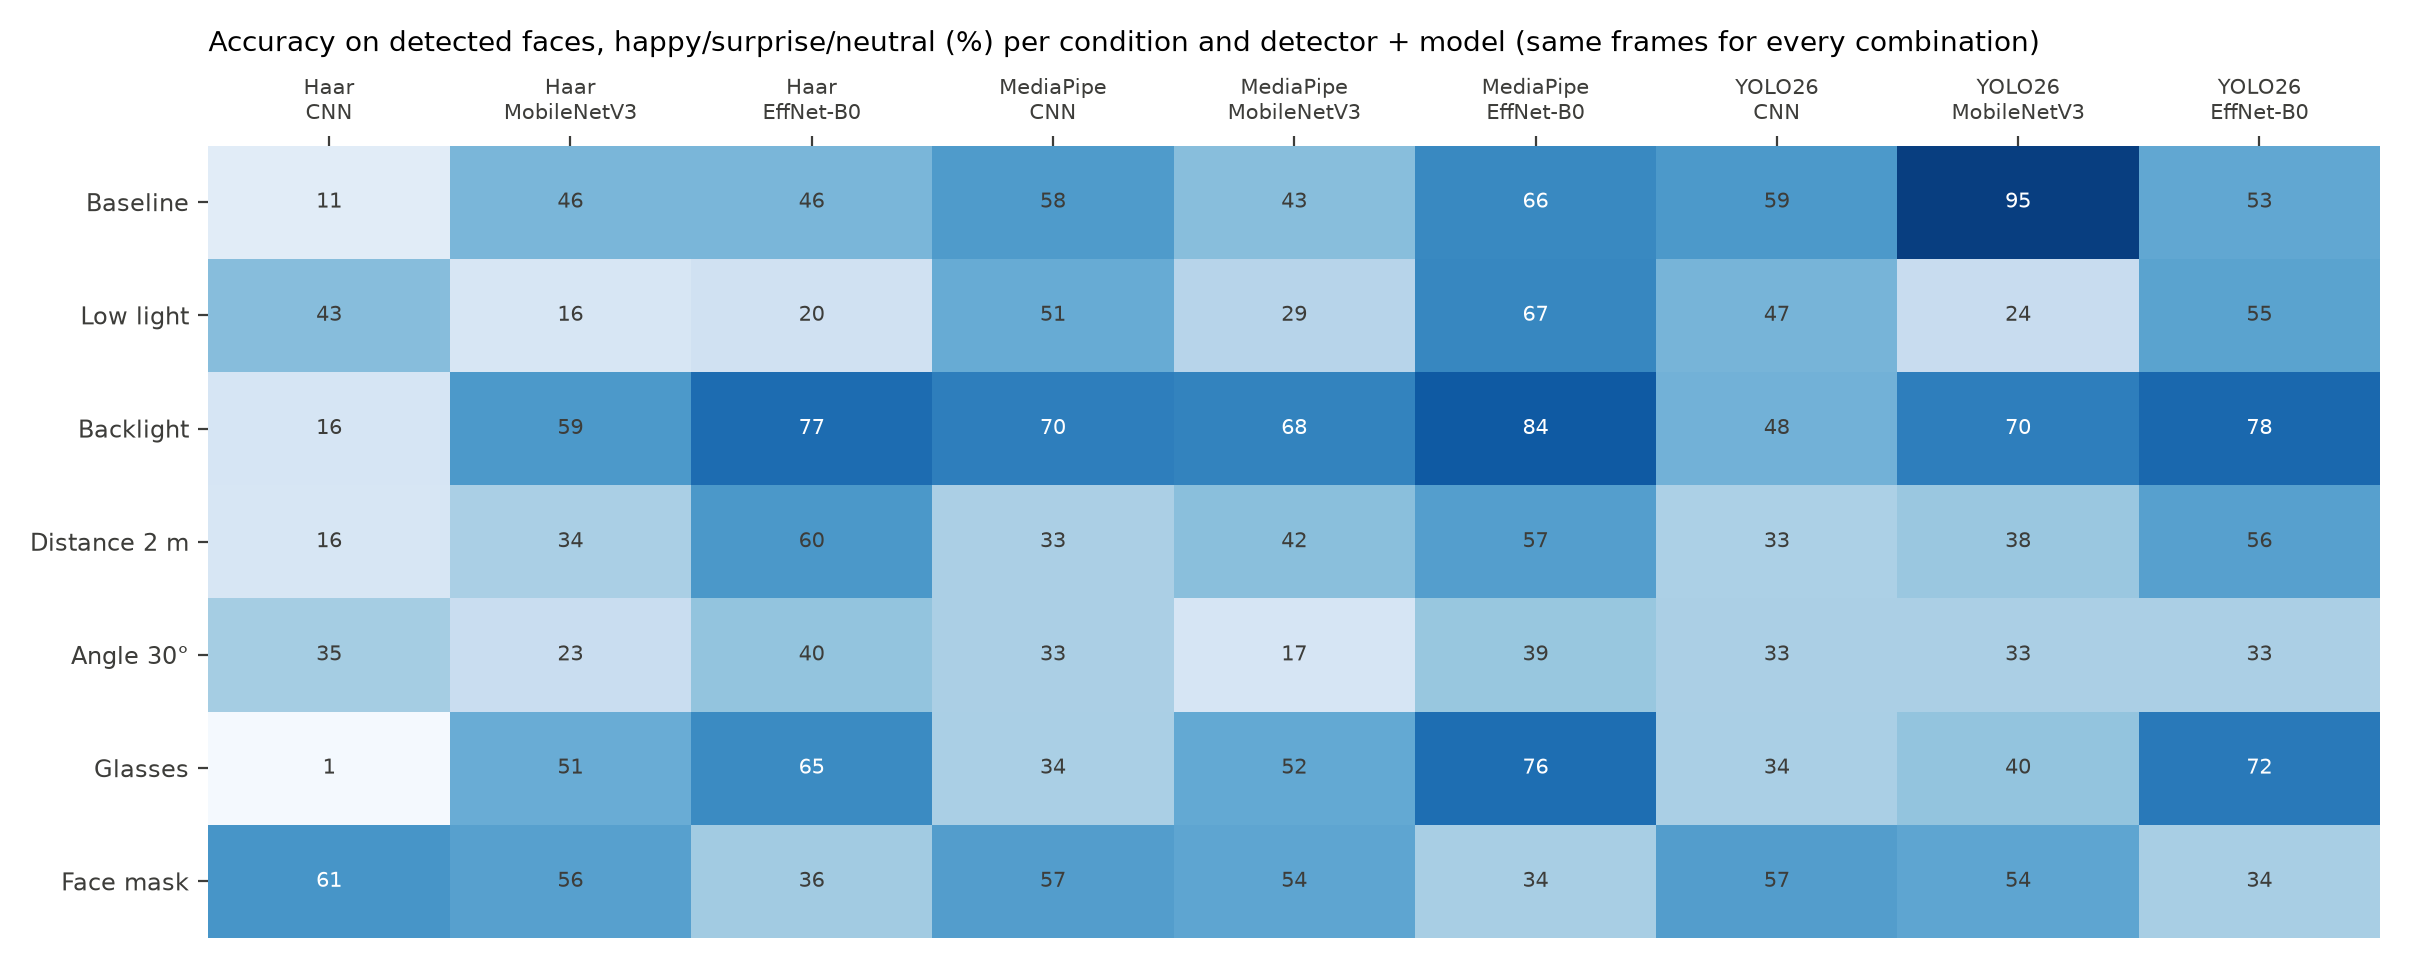 Accuracy on detected faces, happy/surprise/neutral (%) per condition and detector + model (same frames for every combination)
Haar Haar Haar MediaPipe MediaPipe MediaPipe YOLO26 YOLO26 YOLO26
CNN MobileNetV3 EffNet-B0 CNN MobileNetV3 EffNet-B0 CNN MobileNetV3 EffNet-B0
Baseline 11 46 46 58 43 66 59 95 53
Low light 43 16 20 51 29 67 47 24 55
Backlight 16 59 77 70 68 84 48 70 78
Distance 2 m 16 34 60 33 42 57 33 38 56
Angle 30° 35 23 40 33 17 39 33 33 33
Glasses 1 51 65 34 52 76 34 40 72
Face mask 61 56 36 57 54 34 57 54 34